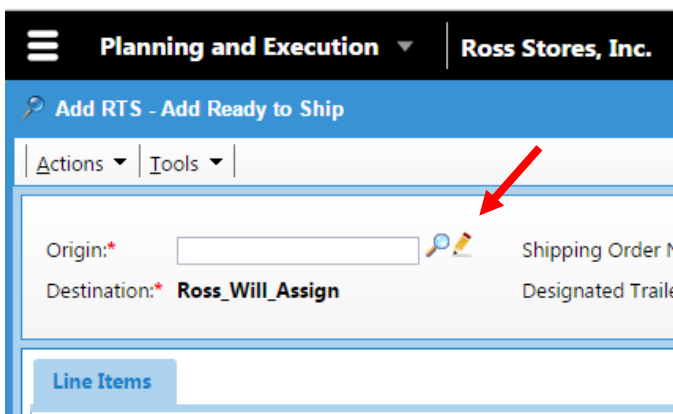 Planning and Execution Ross Stores, Inc.
Add RTS - Add Ready to Ship
Actions Tools
Origin:* Shipping Order
Destination:* Ross_Will_Assign Designated
Line Items